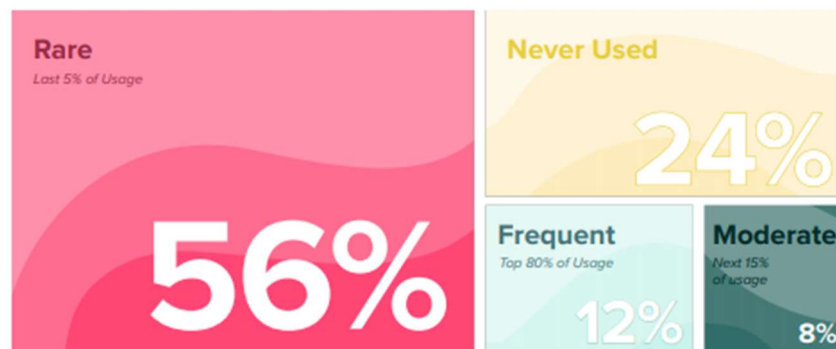 Rare
Last 5% of Usage
56%
Never Used
24%
Frequent
Top 80% of Usage
12%
Moderate
Next 15%
of usage
8%